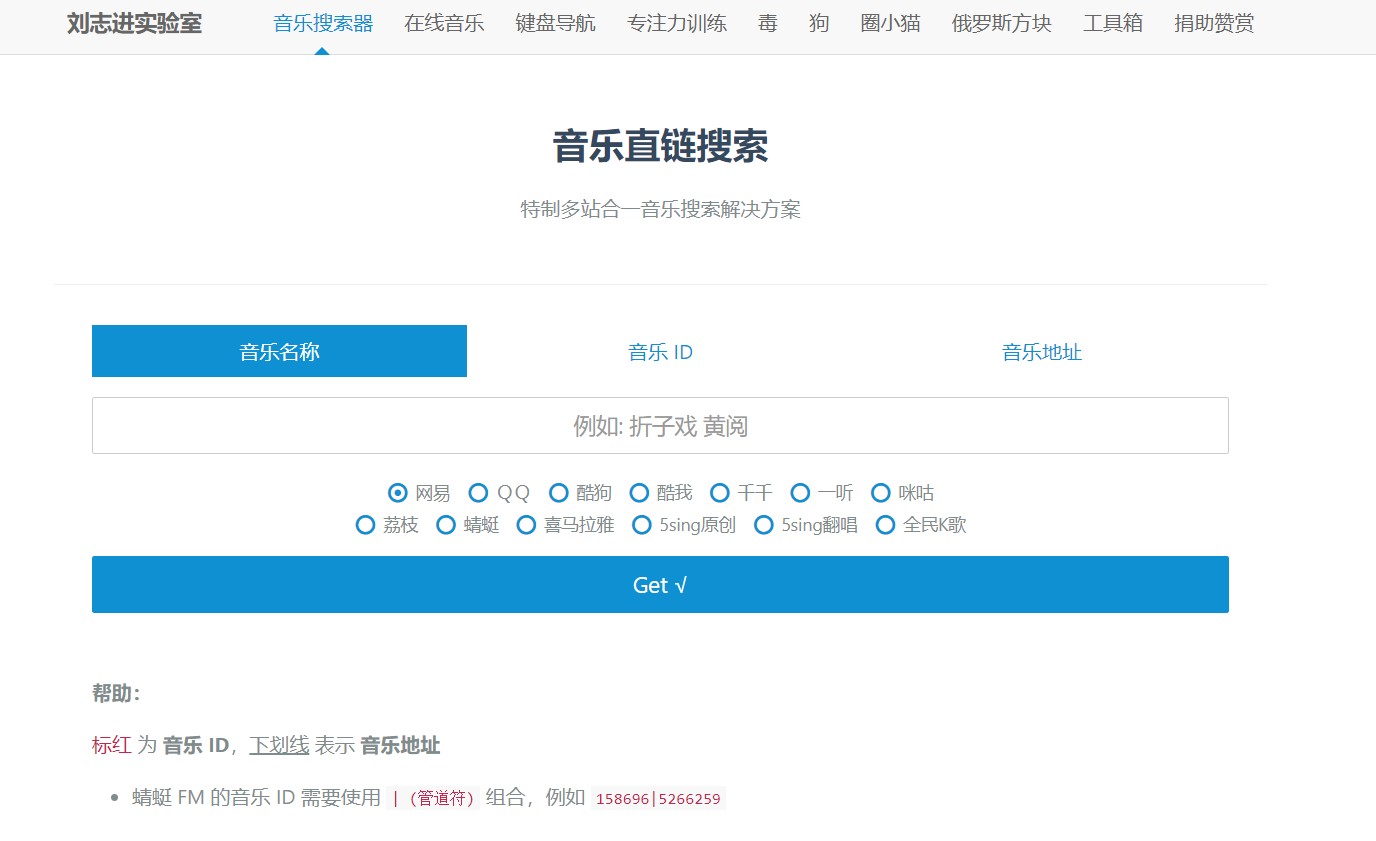 刘志进实验室 音乐搜索器 在线音乐 键盘导航 专注力训练 毒 狗 圈小猫 俄罗斯方块 工具箱 捐助赞赏
音乐直链搜索
特制多站合一音乐搜索解决方案
音乐名称 音乐 ID 音乐地址
例如: 折子戏 黄阅
网易 QQ 酷狗 酷我 千千 一听 咪咕
荔枝 蜻蜓 喜马拉雅 5sing原创 5sing翻唱 全民K歌
Get √
帮助：
标红 为 音乐 ID，下划线 表示 音乐地址
• 蜻蜓 FM 的音乐 ID 需要使用 |（管道符） 组合，例如 158696|5266259